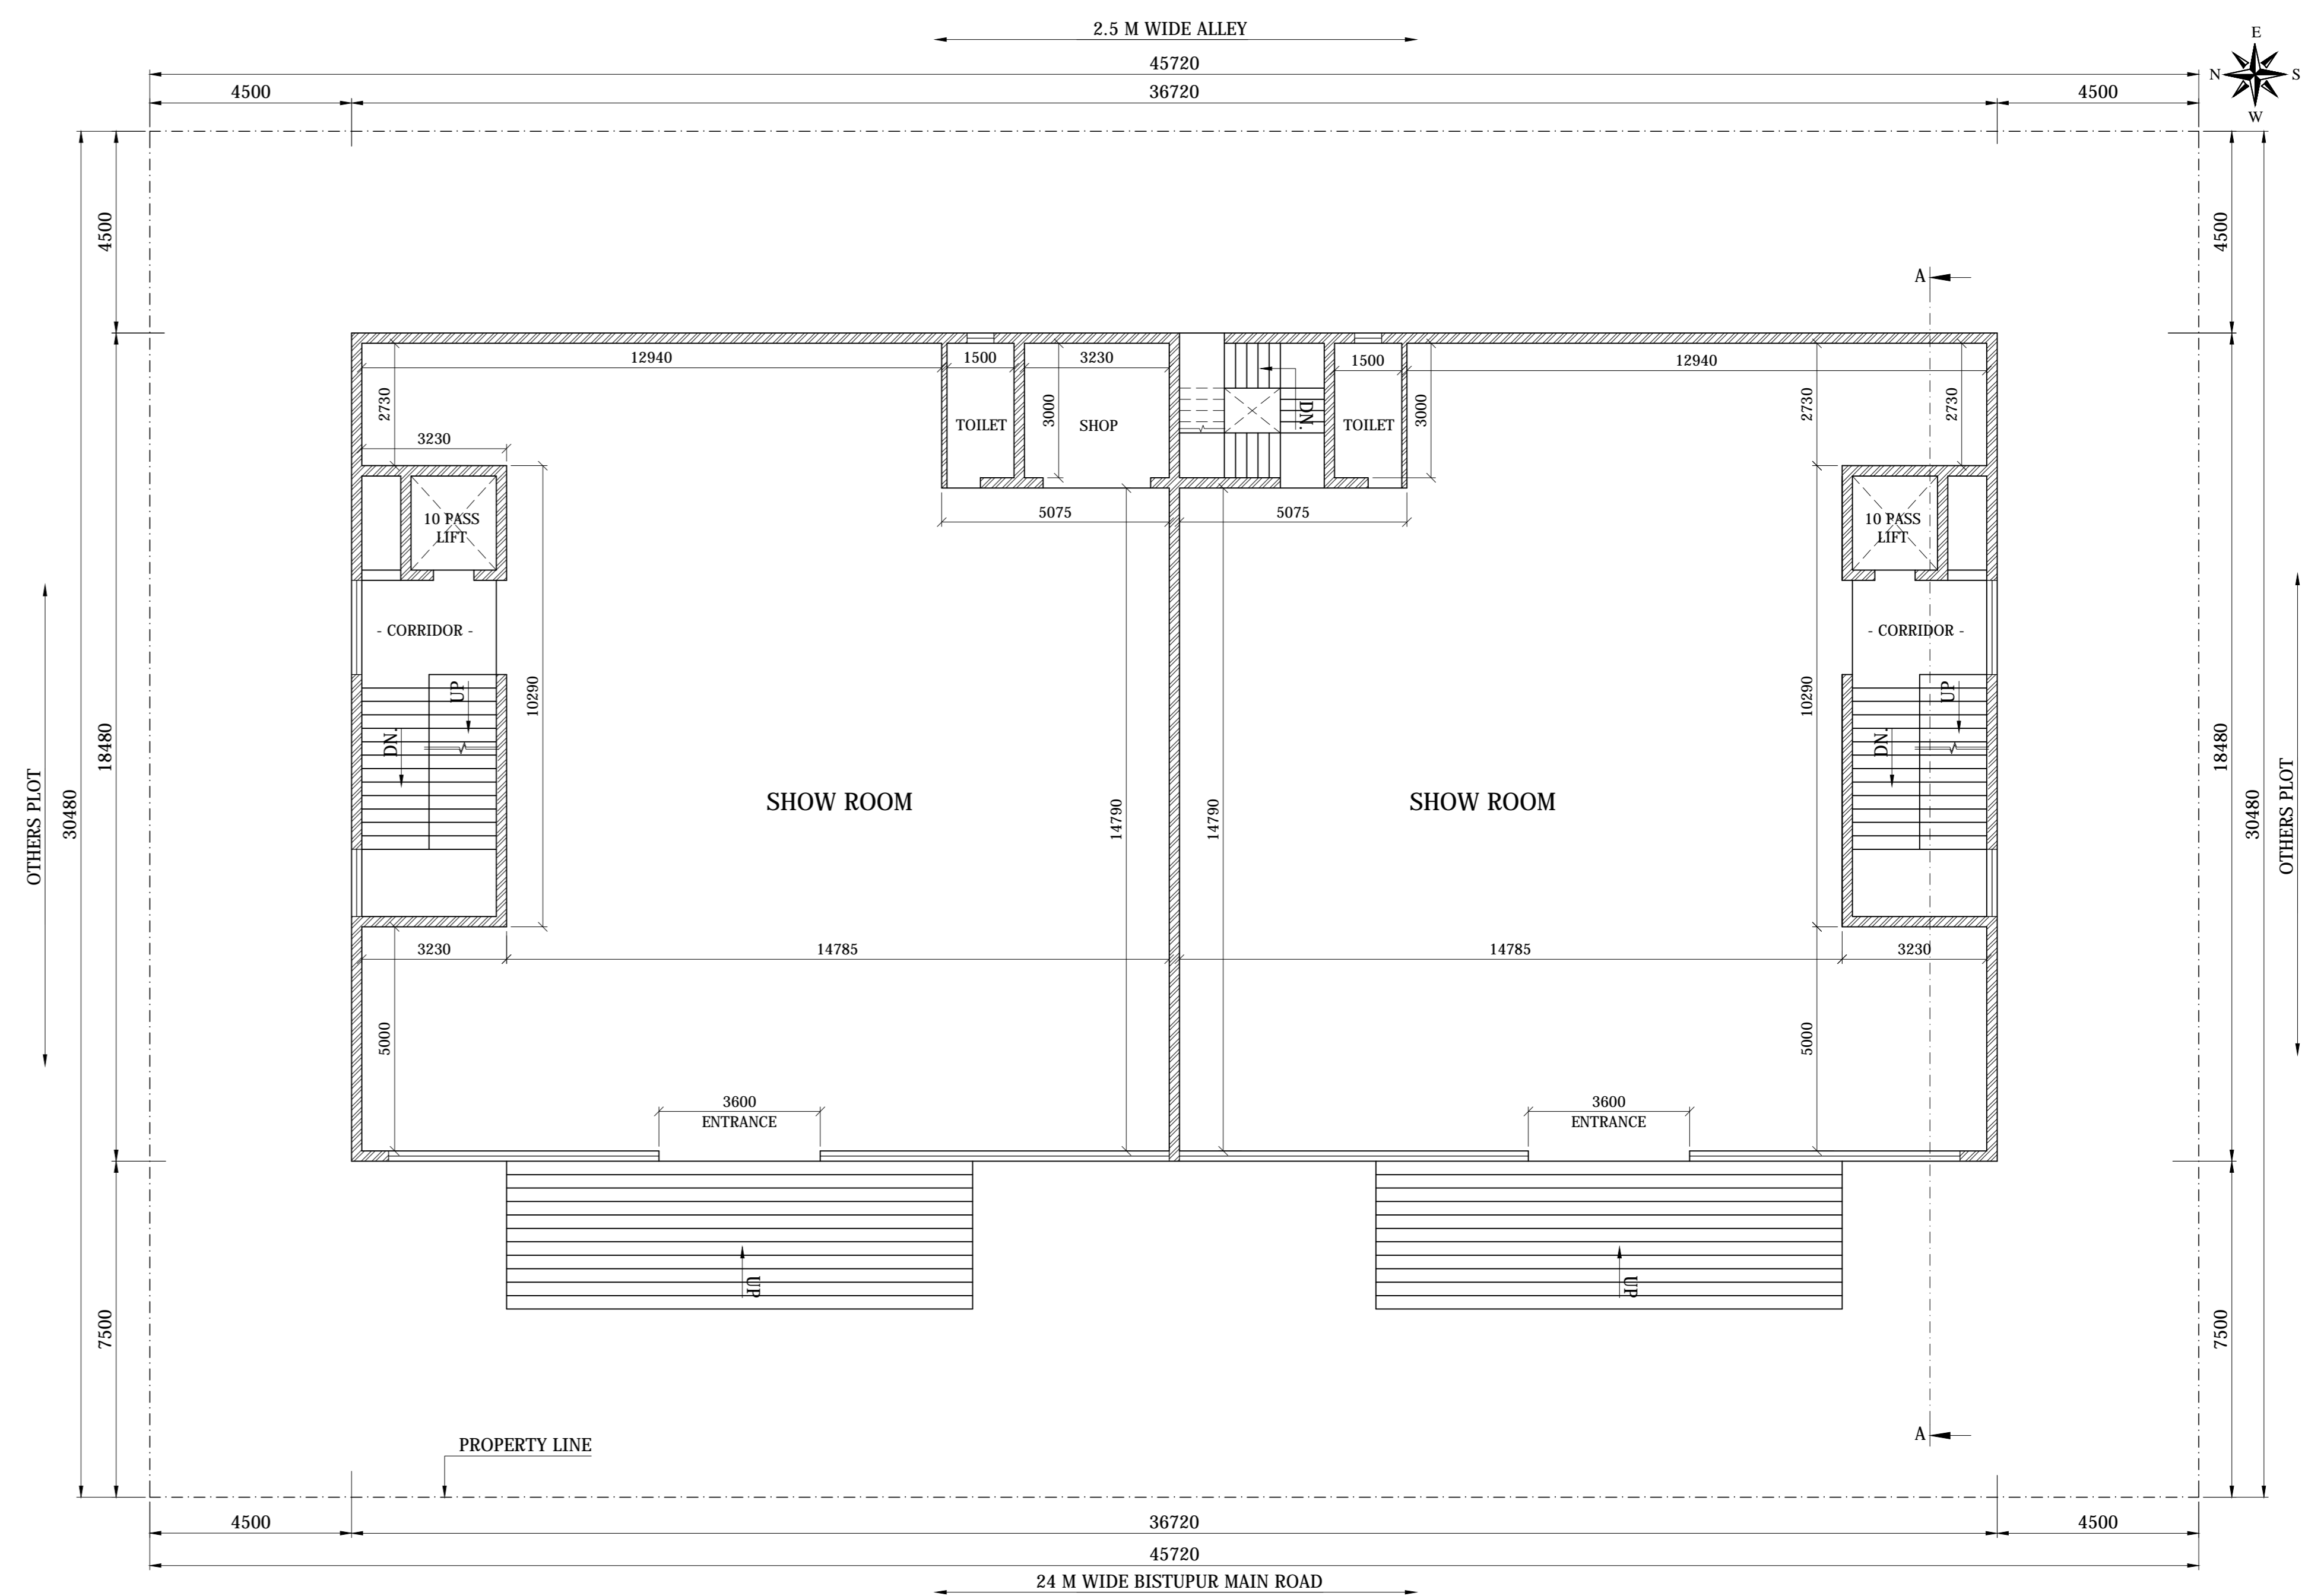 2.5 M WIDE ALLEY
E
45720
N S
4500 36720 4500
W
4500 4500
A
12940 1500 3230 1500 12940
2730 3000 DN. 3000 2730 2730
TOILET SHOP TOILET
3230
5075 5075
10 PASS
LIFT
10 PASS
LIFT
- CORRIDOR - - CORRIDOR -
UP UP
10290 10290
DN. DN.
18480 18480
OTHERS PLOT
30480
SHOW ROOM
14790
14790
SHOW ROOM
30480
OTHERS PLOT
3230 14785 14785 3230
5000 5000
3600
ENTRANCE
3600
ENTRANCE
UP UP
7500 7500
A
PROPERTY LINE
4500 36720 4500
45720
24 M WIDE BISTUPUR MAIN ROAD